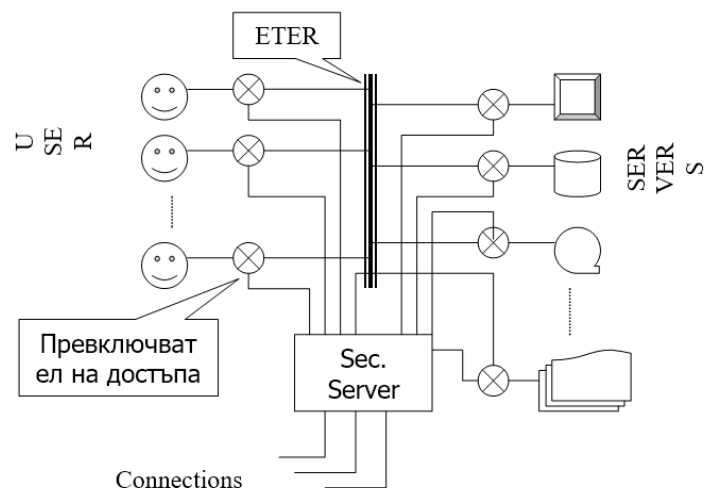 ETER
U
SE
R
SER
VER
S
Превключват
ел на достъпа
Sec.
Server
Connections